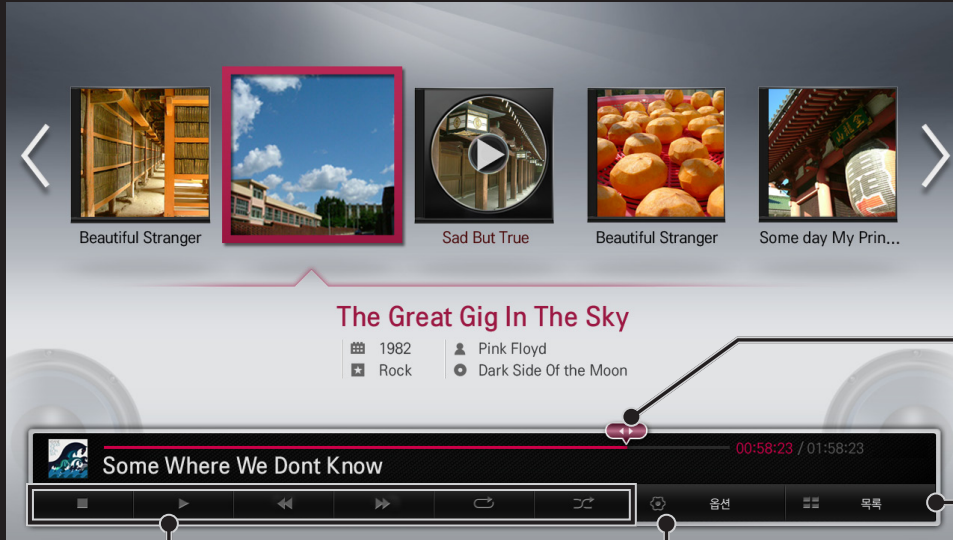 Beautiful Stranger
Sad But True
Beautiful Stranger
Some day My Prin...
The Great Gig In The Sky
1982
Pink Floyd
Rock
Dark Side Of the Moon
00:58:23 / 01:58:23
Some Where We Dont Know
옵션
목록